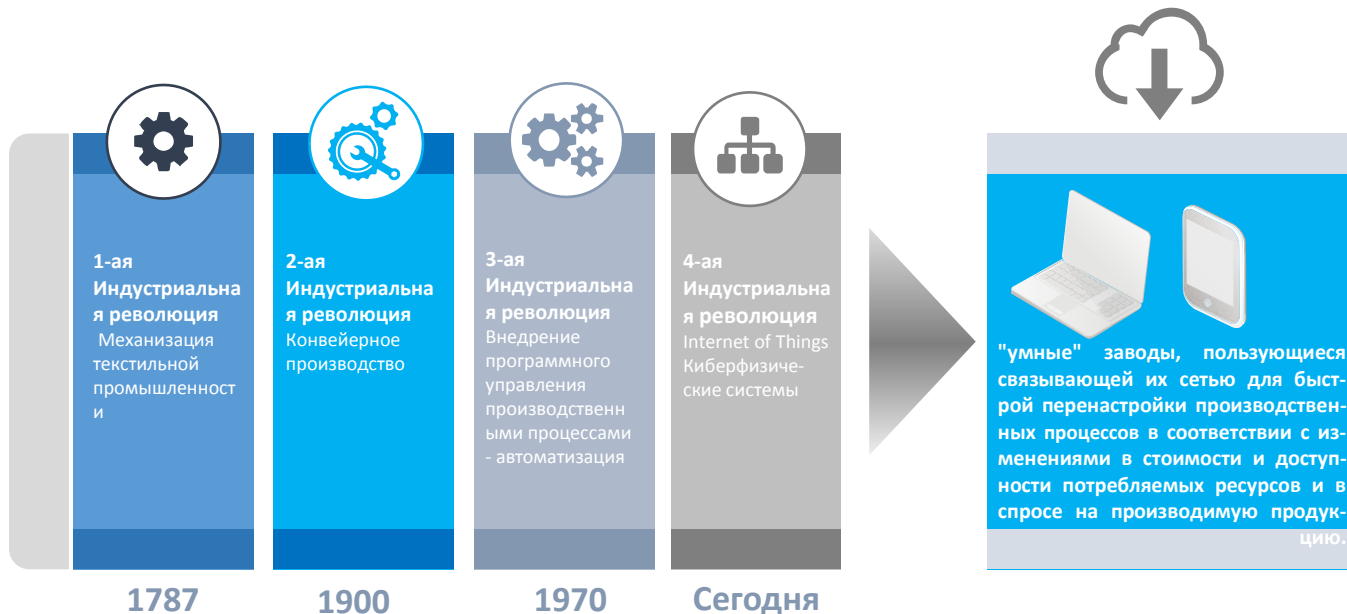 1-ая
Индустриальна
я революция
Механизация
текстильной
промышленност
и
2-ая
Индустриальна
я революция
Конвейерное
производство
3-ая
Индустриальна
я революция
Внедрение
программного
управления
производственн
ыми процессами
- автоматизация
4-ая
Индустриальна
я революция
Internet of Things
Киберфизиче-
ские системы
"умные" заводы, пользующиеся
связывающей их сетью для быст-
рой перенастройки производствен-
ных процессов в соответствии с из-
менениями в стоимости и доступ-
ности потребляемых ресурсов и в
спросе на производимую продук-
цию.
1787
1900
1970
Сегодня